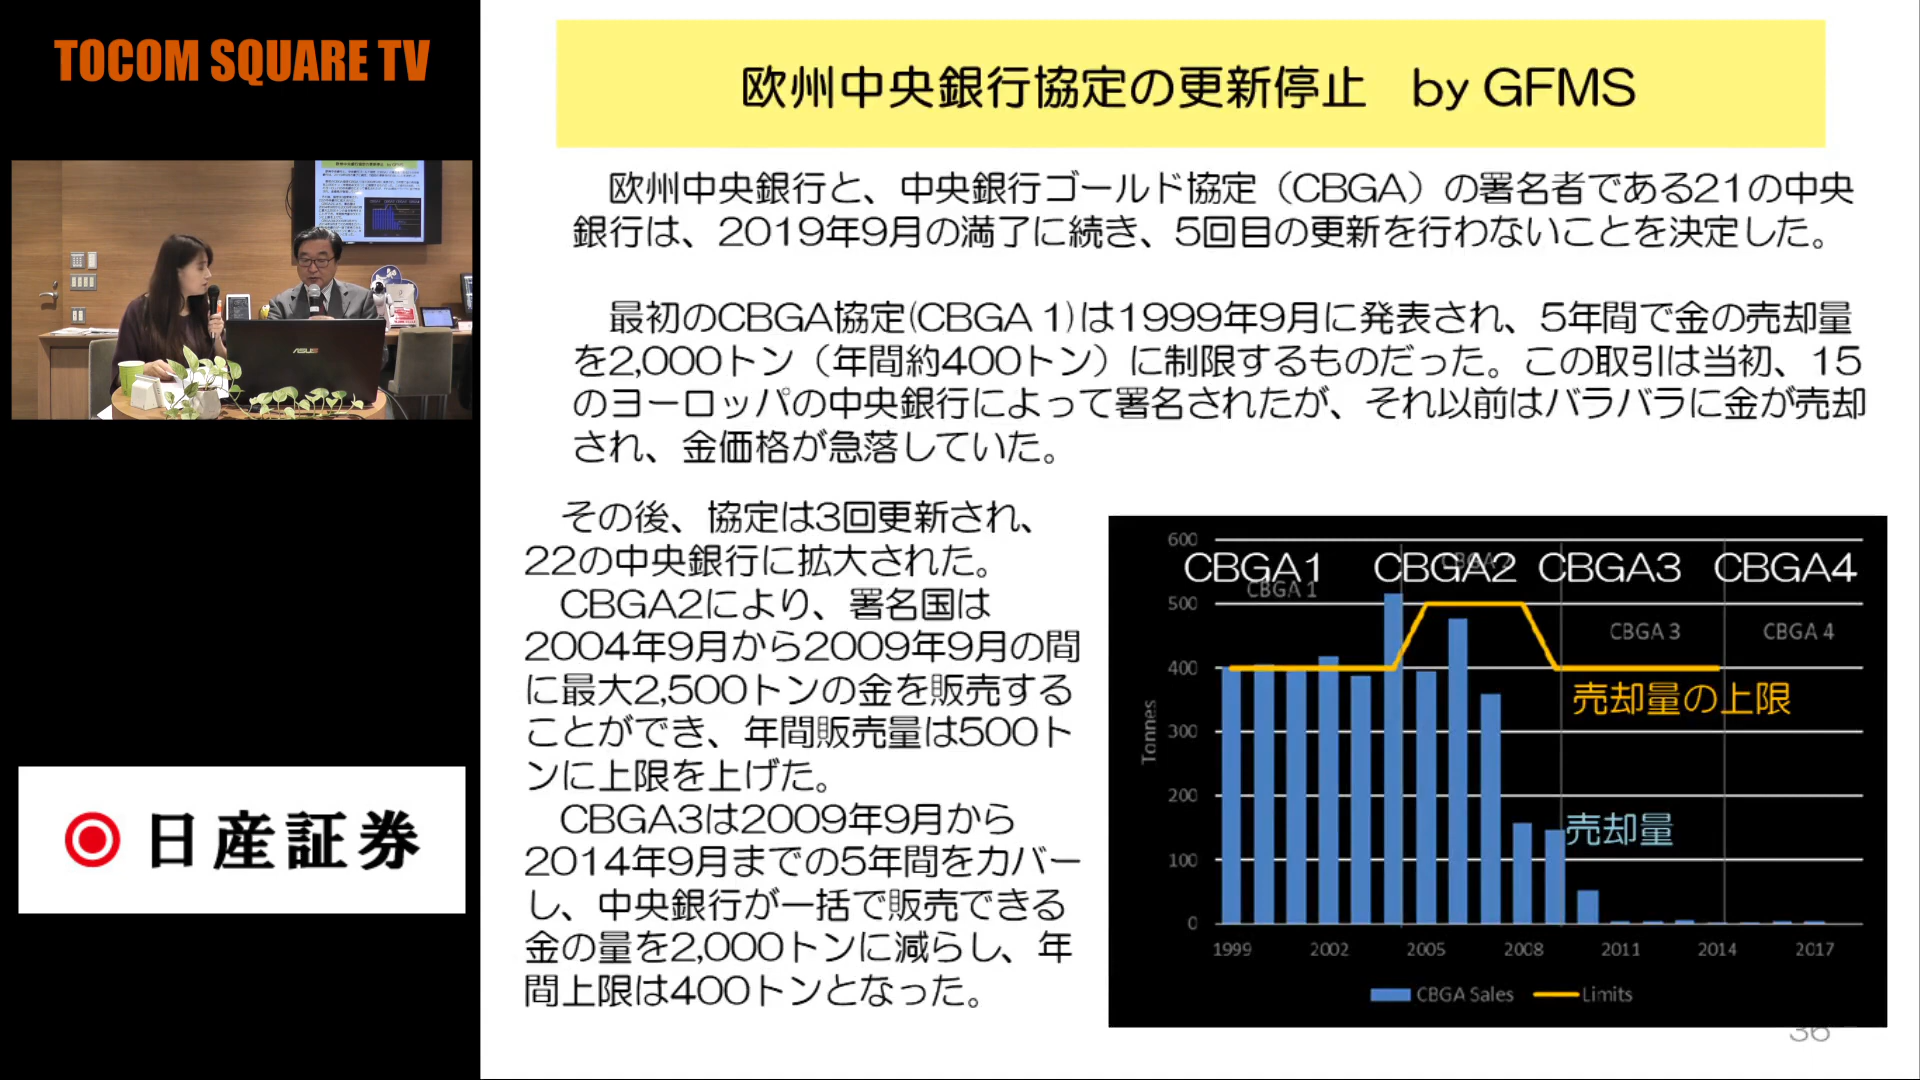 TOCOM SQUARE TV
ASUS
日産証券
欧州中央銀行協定の更新停止 by GFMS
欧州中央銀行と、中央銀行ゴールド協定（CBGA）の署名者である21の中央
銀行は、2019年9月の満了に続き、5回目の更新を行わないことを決定した。
最初のCBGA協定(CBGA 1)は1999年9月に発表され、5年間で金の売却量
を2,000トン（年間約400トン）に制限するものだった。この取引は当初、15
のヨーロッパの中央銀行によって署名されたが、それ以前はバラバラに金が売却
され、金価格が急落していた。
その後、協定は3回更新され、
22の中央銀行に拡大された。
CBGA2により、署名国は
2004年9月から2009年9月の間
に最大2,500トンの金を販売する
ことができ、年間販売量は500ト
ンに上限を上げた。
CBGA3は2009年9月から
2014年9月までの5年間をカバー
し、中央銀行が一括で販売できる
金の量を2,000トンに減らし、年
間上限は400トンとなった。
600
CBGA1 CBGA2 CBGA3 CBGA4
CBGA 1
500
CBGA 3 CBGA 4
400
売却量の上限
Tonnes
300
200
売却量
100
0
1999 2002 2005 2008 2011 2014 2017
CBGA Sales Limits
36